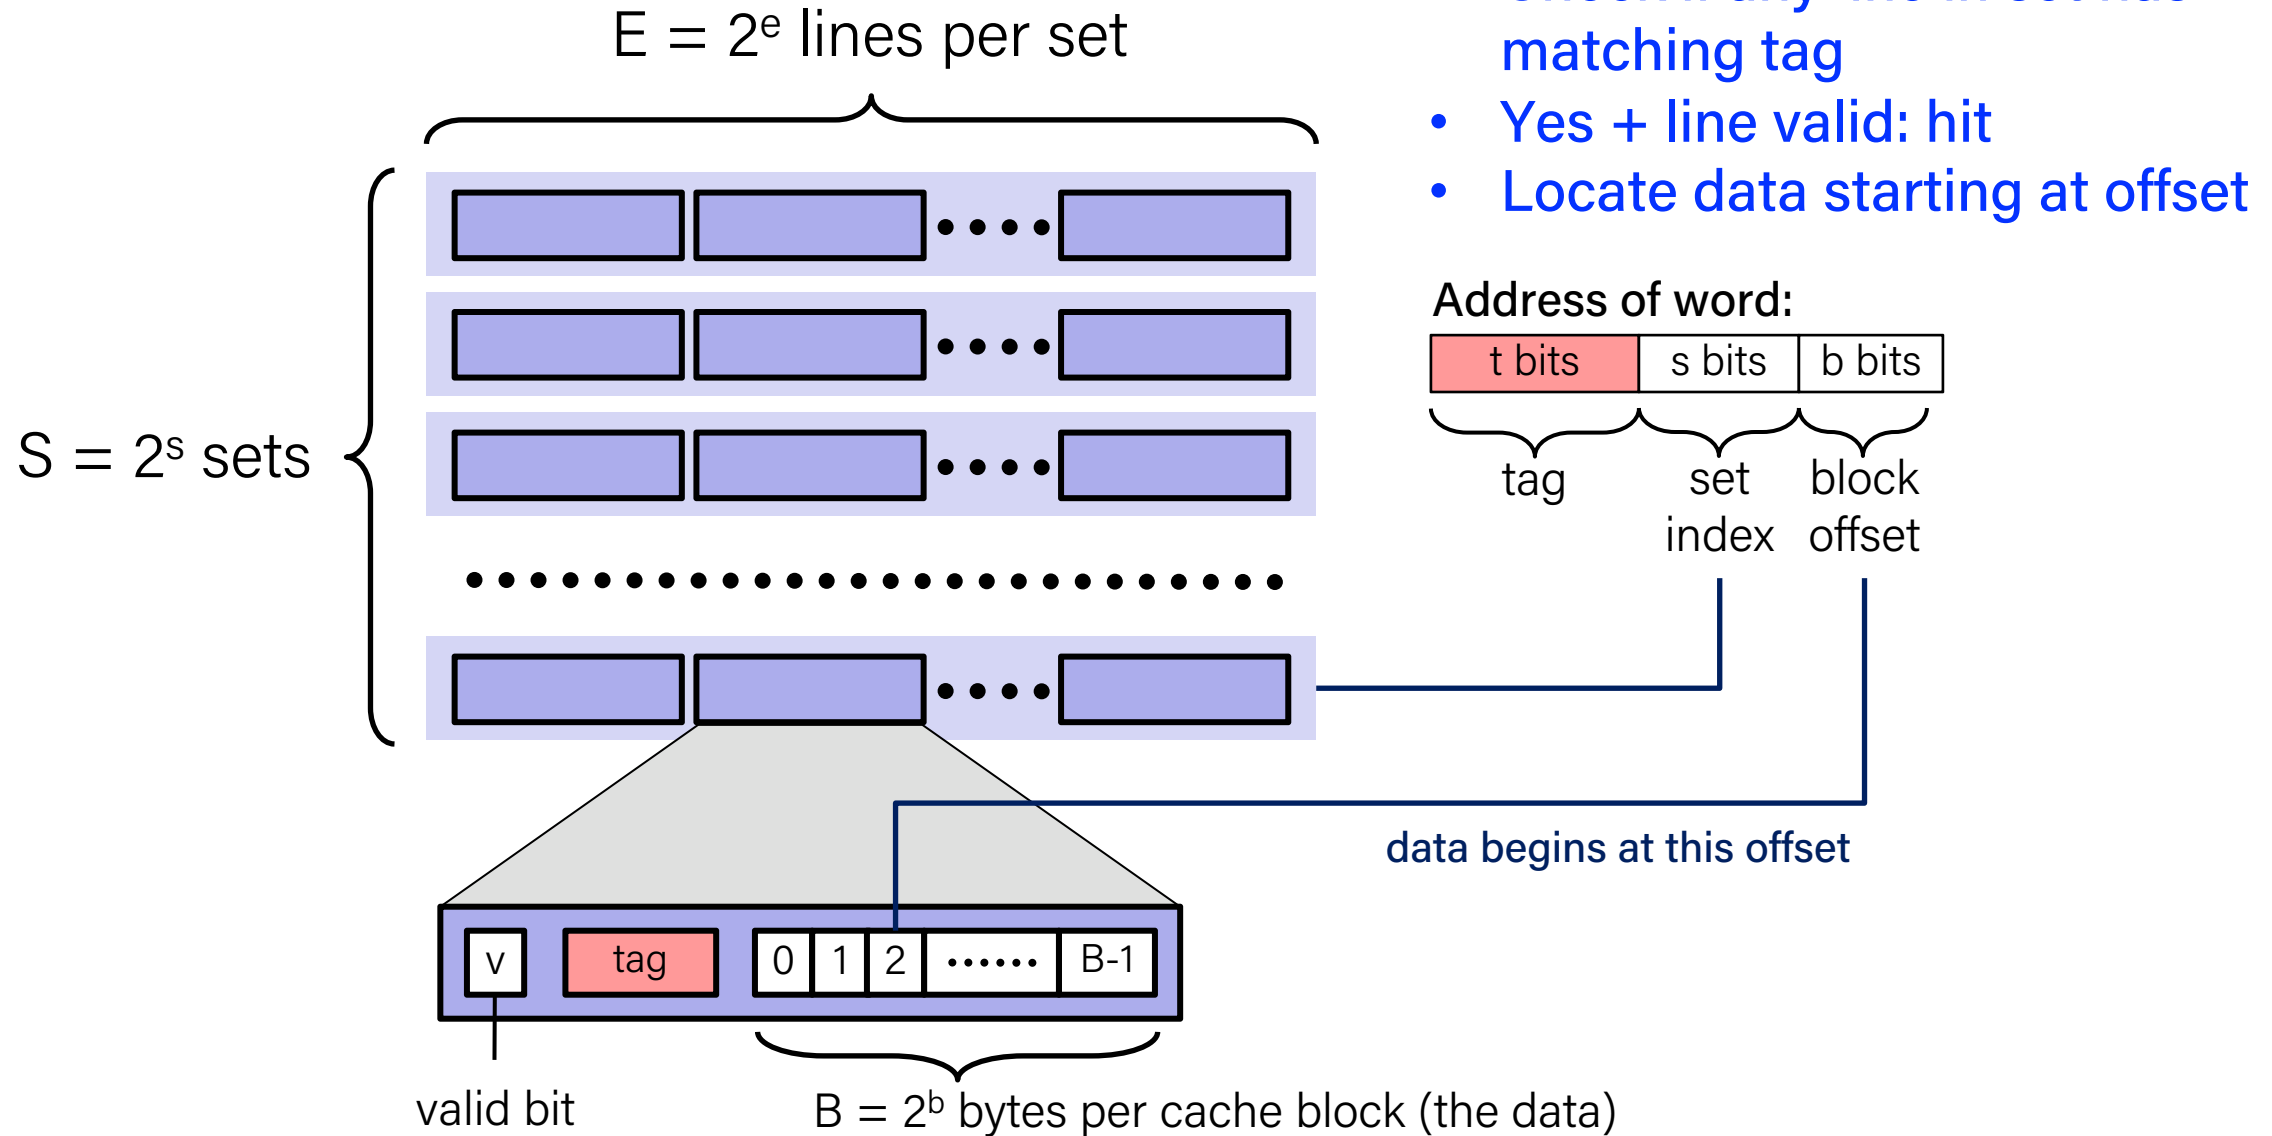 E = 2ᵉ lines per set
matching tag
• Yes + line valid: hit
• Locate data starting at offset
Address of word:
t bits s bits b bits
tag set block
index offset
S = 2ˢ sets
data begins at this offset
v tag 0 1 2 •••••• B-1
valid bit
B = 2ᵇ bytes per cache block (the data)